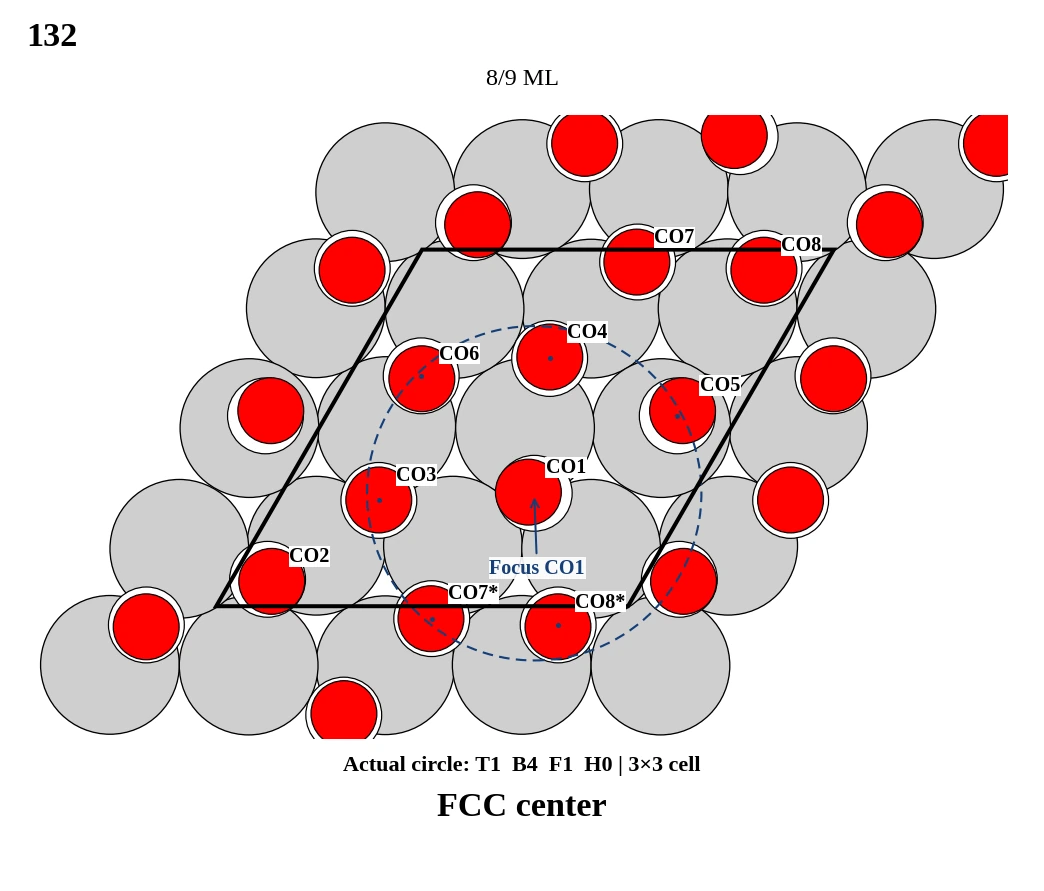 132
8/9 ML
CO7
CO8
CO4
CO6
CO5
CO1
CO3
CO2
Focus CO1
CO7*
CO8*
Actual circle: T1 B4 F1 H0 | 3×3 cell
FCC center